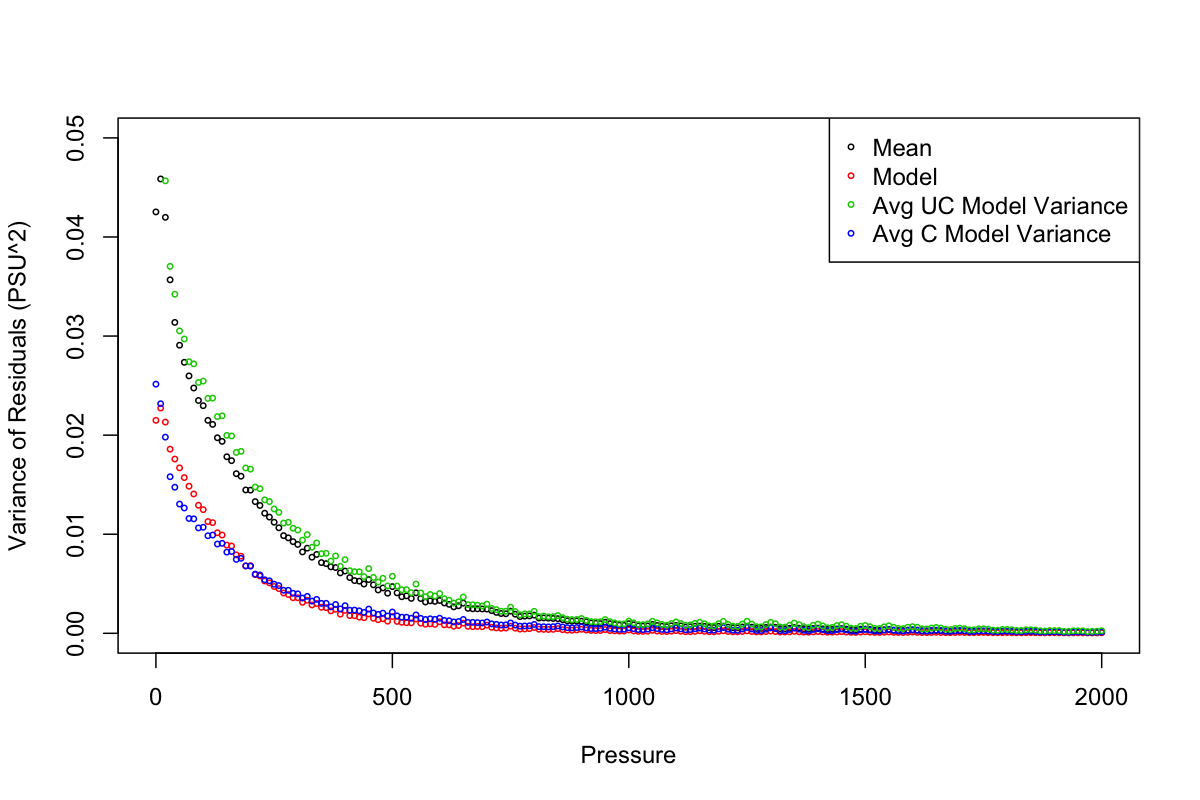 Variance of Residuals (PSU^2)
0.05
0.04
0.03
0.02
0.01
0.00
Mean
Model
Avg UC Model Variance
Avg C Model Variance
0 500 1000 1500 2000
Pressure